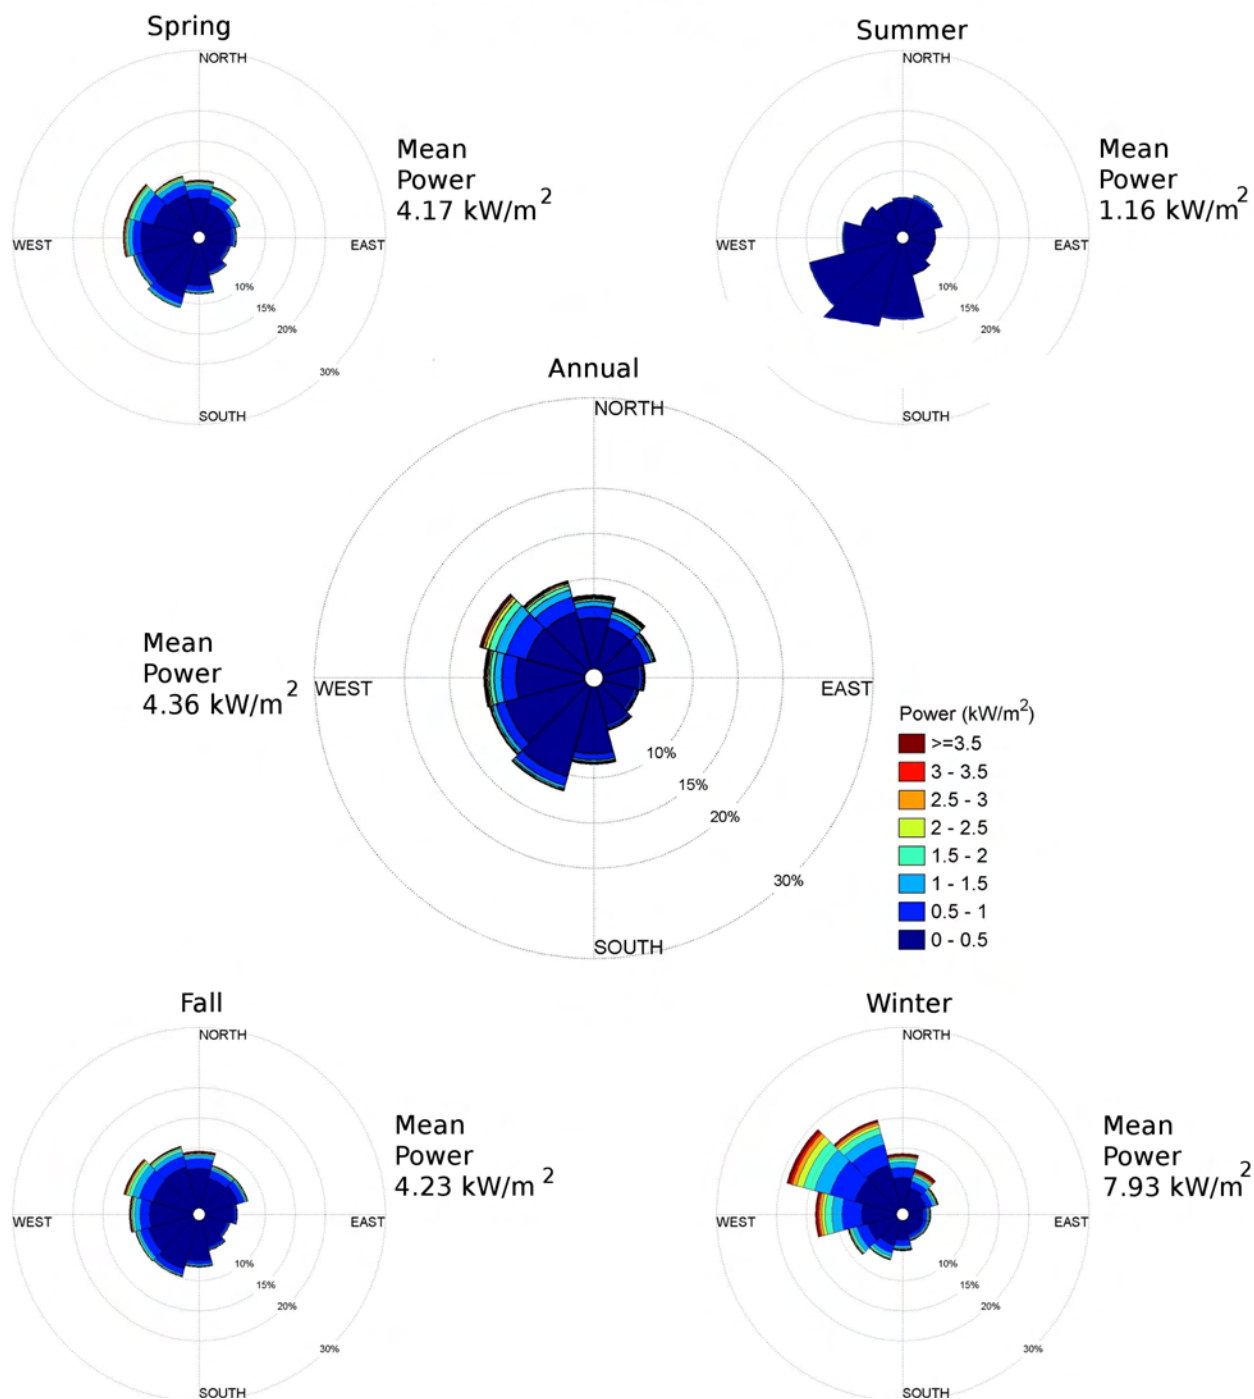 Spring
NORTH
WEST
EAST
SOUTH
10%
15%
20%
30%
Mean
Power
4.17 kW/m²
Summer
NORTH
WEST
EAST
SOUTH
10%
15%
20%
Mean
Power
1.16 kW/m²
Annual
NORTH
WEST
EAST
SOUTH
10%
15%
20%
30%
Mean
Power
4.36 kW/m²
Power (kW/m²)
>=3.5
3 - 3.5
2.5 - 3
2 - 2.5
1.5 - 2
1 - 1.5
0.5 - 1
0 - 0.5
Fall
NORTH
WEST
EAST
SOUTH
10%
15%
20%
30%
Mean
Power
4.23 kW/m²
Winter
NORTH
WEST
EAST
SOUTH
10%
15%
20%
30%
Mean
Power
7.93 kW/m²